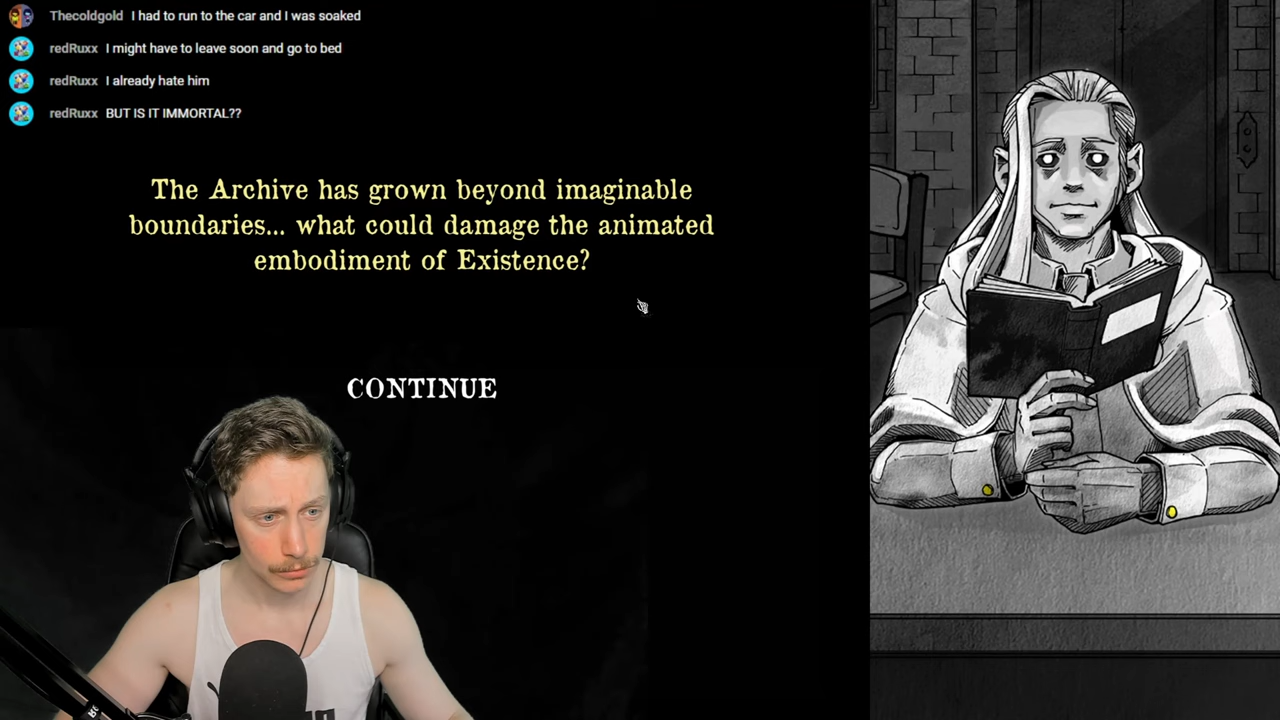 Thecoldgold I had to run to the car and I was soaked
redRuxx I might have to leave soon and go to bed
redRuxx I already hate him
redRuxx BUT IS IT IMMORTAL??
The Archive has grown beyond imaginable
boundaries... what could damage the animated
embodiment of Existence?
CONTINUE